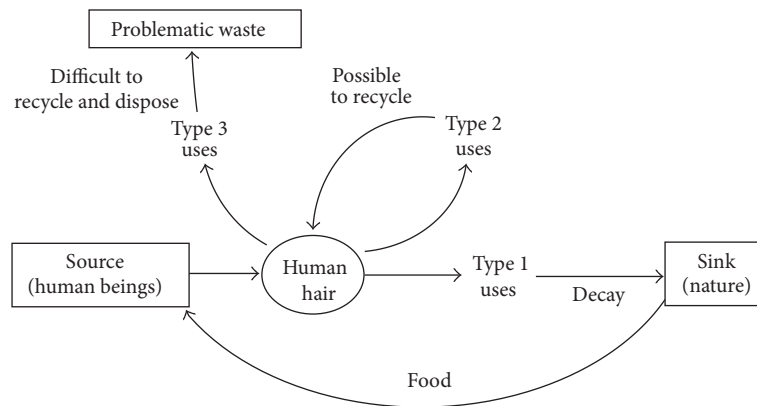 Problematic waste
Difficult to
recycle and dispose
Possible
to recycle
Type 3
uses
Type 2
uses
Source
(human beings)
Human
hair
Type 1
uses
Decay
Sink
(nature)
Food